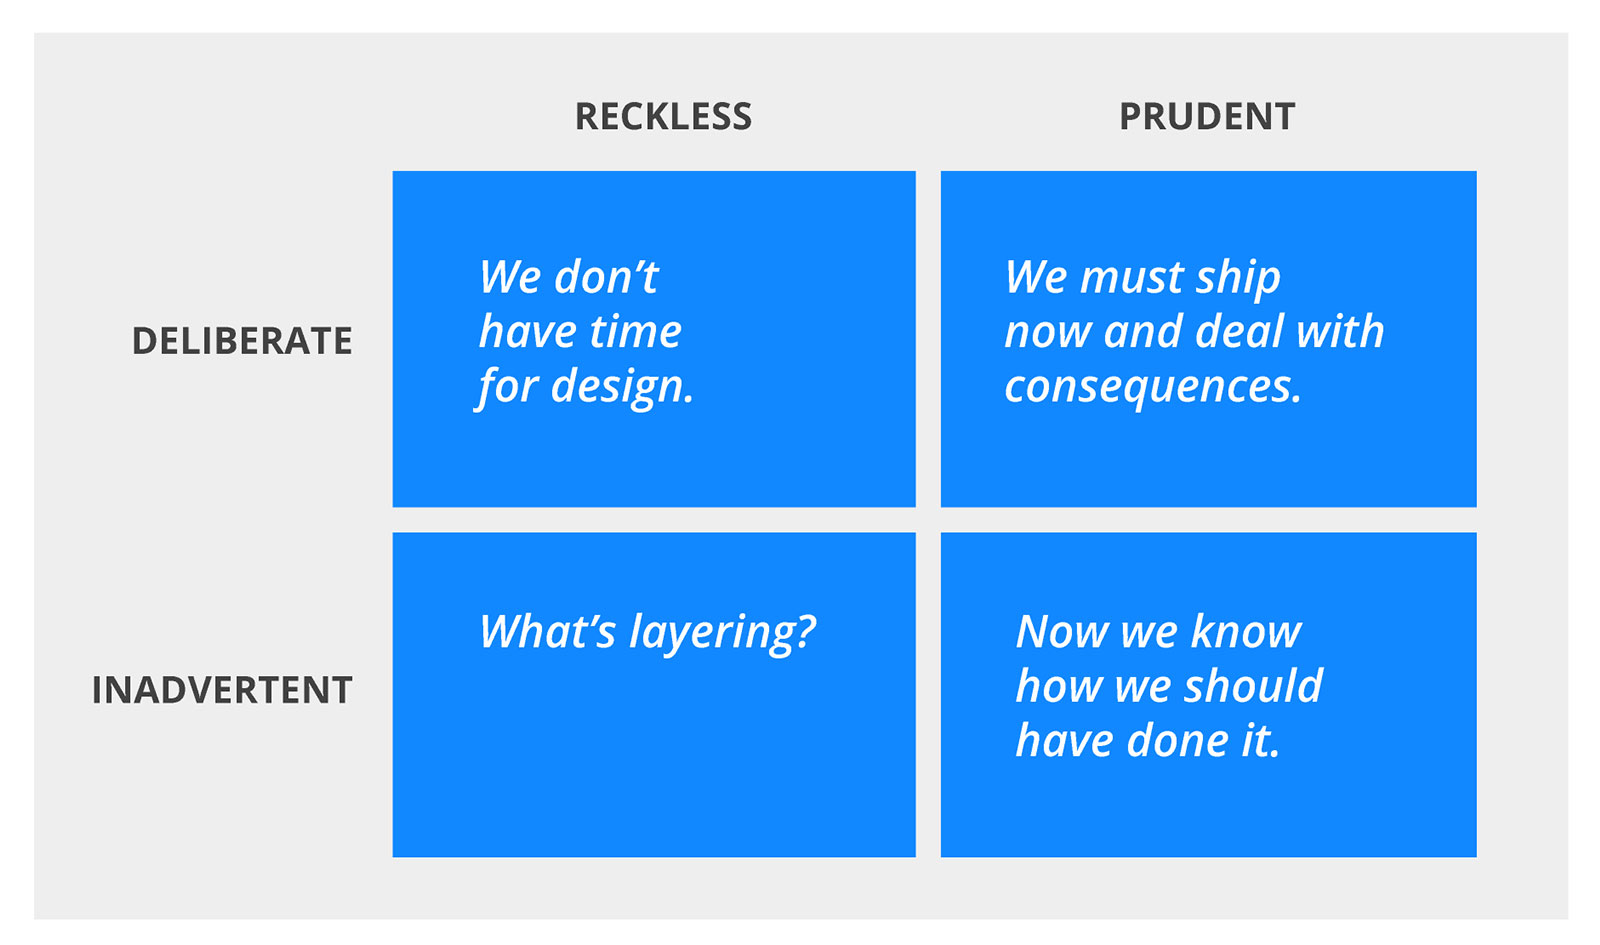 RECKLESS
PRUDENT
DELIBERATE
We don’t
have time
for design.
We must ship
now and deal with
consequences.
INADVERTENT
What’s layering?
Now we know
how we should
have done it.